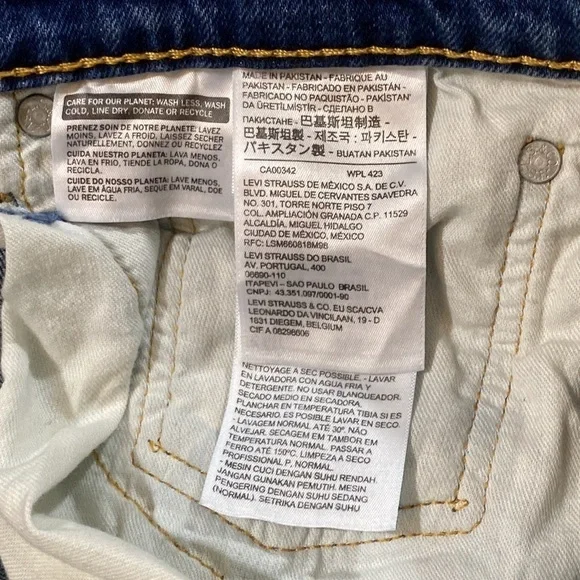 CARE FOR OUR PLANET: WASH LESS, WASH
COLD, LINE DRY, DONATE OR RECYCLE
PRENEZ SOIN DE NOTRE PLANETE: LAVEZ
MOINS, LAVEZ A FROID. LAISSEZ SÉCHER
NATURELLEMENT, DONNEZ OU RECYCLEZ
CUIDA NUESTRO PLANETA: LAVA MENOS,
LAVA EN FRIO, TIENDE LA ROPA, DONA O
RECICLA.
CUIDE DO NOSSO PLANETA: LAVA MENOS,
LAVE EM ÁGUA FRIA, SEQUE EM VARAL, DOE
OU RECICLE.
MADE IN PAKISTAN - FABRIQUE AU
PAKISTAN - FABRICADO EN PAKISTÁN -
FABRICADO NO PAQUISTÃO - PAKISTAN'
DA ÜRETİLMİŞTİR - СДЕЛАНО В
ПАКИСТАНЕ - 巴基斯坦制造 -
巴基斯坦製 - 제조국 : 파키스탄 -
パキスタン製 - BUATAN PAKISTAN
CA00342 WPL 423
LEVI STRAUSS DE MÉXICO S.A. DE C.V.
BLVD. MIGUEL DE CERVANTES SAAVEDRA
NO. 301, TORRE NORTE PISO 7
COL. AMPLIACIÓN GRANADA C.P. 11529
ALCALDIA, MIGUEL HIDALGO
CIUDAD DE MÉXICO, MÉXICO
RFC: LSM660818M98
LEVI STRAUSS DO BRASIL
AV. PORTUGAL, 400
06690-110
ITAPEVI - SAO PAULO BRASIL
CNPJ: 43.351.097/0001-90
LEVI STRAUSS & CO. EU SCA/CVA
LEONARDO DA VINCILAAN, 19 - D
1831 DIEGEM, BELGIUM
CIF A 08296606
NETTOYAGE A SEC POSSIBLE. - LAVAR
EN LAVADORA CON AGUA FRIA Y
DETERGENTE. NO USAR BLANQUEADOR.
SECADO MEDIO EN SECADORA.
PLANCHAR EN TEMPERATURA TIBIA SI ES
NECESARIO. ES POSIBLE LAVAR EN SECO.
- LAVAGEM NORMAL ATÉ 30º. NÃO
ALVEJAR. SECAGEM EM TAMBOR EM
TEMPERATURA NORMAL. PASSAR A
FERRO ATÉ 150ºC. LIMPEZA A SECO
PROFISSIONAL P, NORMAL.
- MESIN CUCI DENGAN SUHU RENDAH.
JANGAN GUNAKAN PEMUTIH. MESIN
PENGERING DENGAN SUHU SEDANG
(NORMAL). SETRIKA DENGAN SUHU